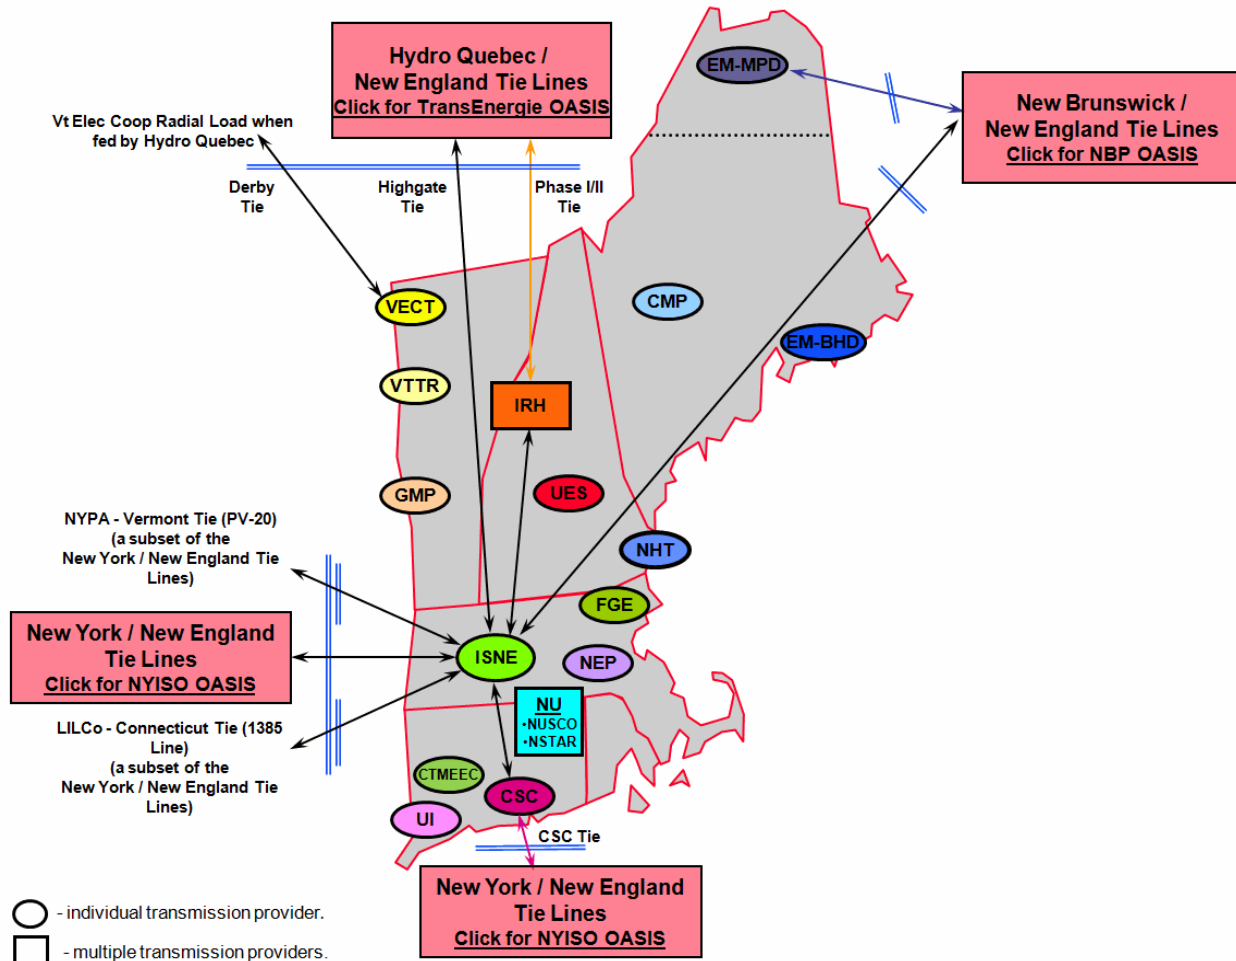 Hydro Quebec /
New England Tie Lines
Click for TransEnergie OASIS
EM-MPD
New Brunswick /
New England Tie Lines
Click for NBP OASIS
Vt Elec Coop Radial Load when
fed by Hydro Quebec
Derby
Tie
Highgate
Tie
Phase I/II
Tie
VECT
CMP
EM-BHD
VTTR
IRH
GMP
UES
NYPA - Vermont Tie (PV-20)
(a subset of the
New York / New England Tie
Lines)
NHT
FGE
New York / New England
Tie Lines
Click for NYISO OASIS
ISNE
NEP
NU
•NUSCO
•NSTAR
LILCo - Connecticut Tie (1385
Line)
(a subset of the
New York / New England Tie
Lines)
CTMEEC
CSC
UI
CSC Tie
New York / New England
Tie Lines
Click for NYISO OASIS
- individual transmission provider.
- multiple transmission providers.